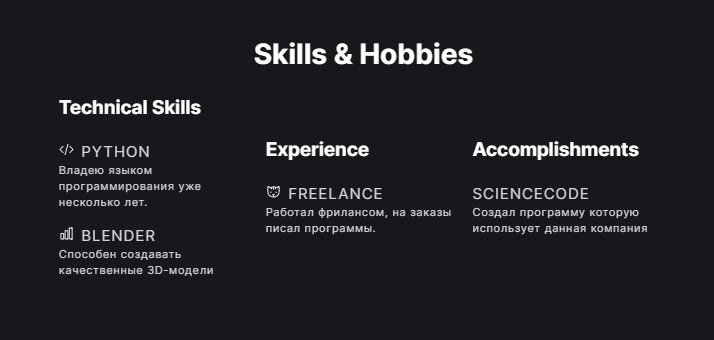 Skills & Hobbies
Technical Skills
PYTHON
Владею языком
программирования уже
несколько лет.
BLENDER
Способен создавать
качественные 3D-модели
Experience
FREELANCE
Работал фрилансом, на заказы
писал программы.
Accomplishments
SCIENCECODE
Создал программу которую
использует данная компания